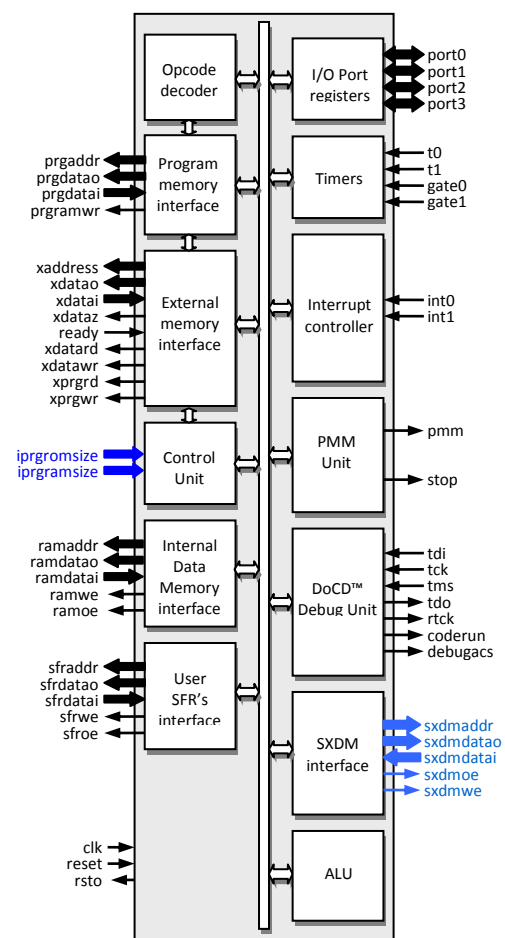 Opcode
decoder
I/O Port
registers
port0
port1
port2
port3
prgaddr
prgdatao
prgdatai
prgramwr
Program
memory
interface
Timers
t0
t1
gate0
gate1
xaddress
xdatao
xdatai
xdataz
ready
xdatard
xdatawr
xprgrd
xprgwr
External
memory
interface
Interrupt
controller
int0
int1
iprgromsize
iprgramsize
Control
Unit
PMM
Unit
pmm
stop
ramaddr
ramdatao
ramdatai
ramwe
ramoe
Internal
Data
Memory
interface
DoCD™
Debug Unit
tdi
tck
tms
tdo
rtck
coderun
debugacs
sfraddr
sfrdatao
sfrdatai
sfrwe
sfroe
User
SFR's
interface
SXDM
interface
sxdmaddr
sxdmdatao
sxdmdatai
sxdmoe
sxdmwe
clk
reset
rsto
ALU